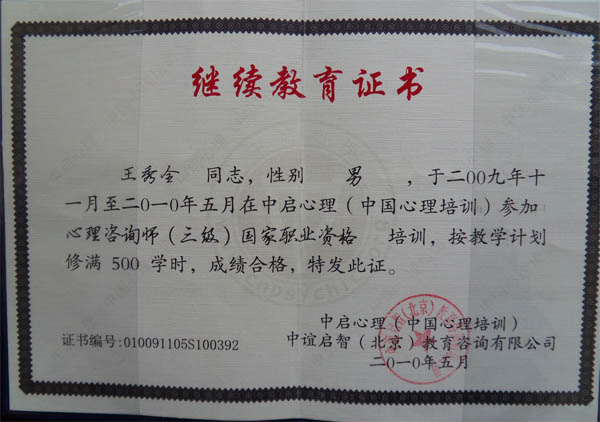 继续教育证书
王秀全 同志，性别 男 ，于二00九年十
一月至二0一0年五月在中启心理（中国心理培训）参加
心理咨询师（三级）国家职业资格 培训，按教学计划
修满 500 学时，成绩合格，特发此证。
中启心理（中国心理培训）
证书编号:010091105S100392 中谊启智（北京）教育咨询有限公司
二0一0年五月